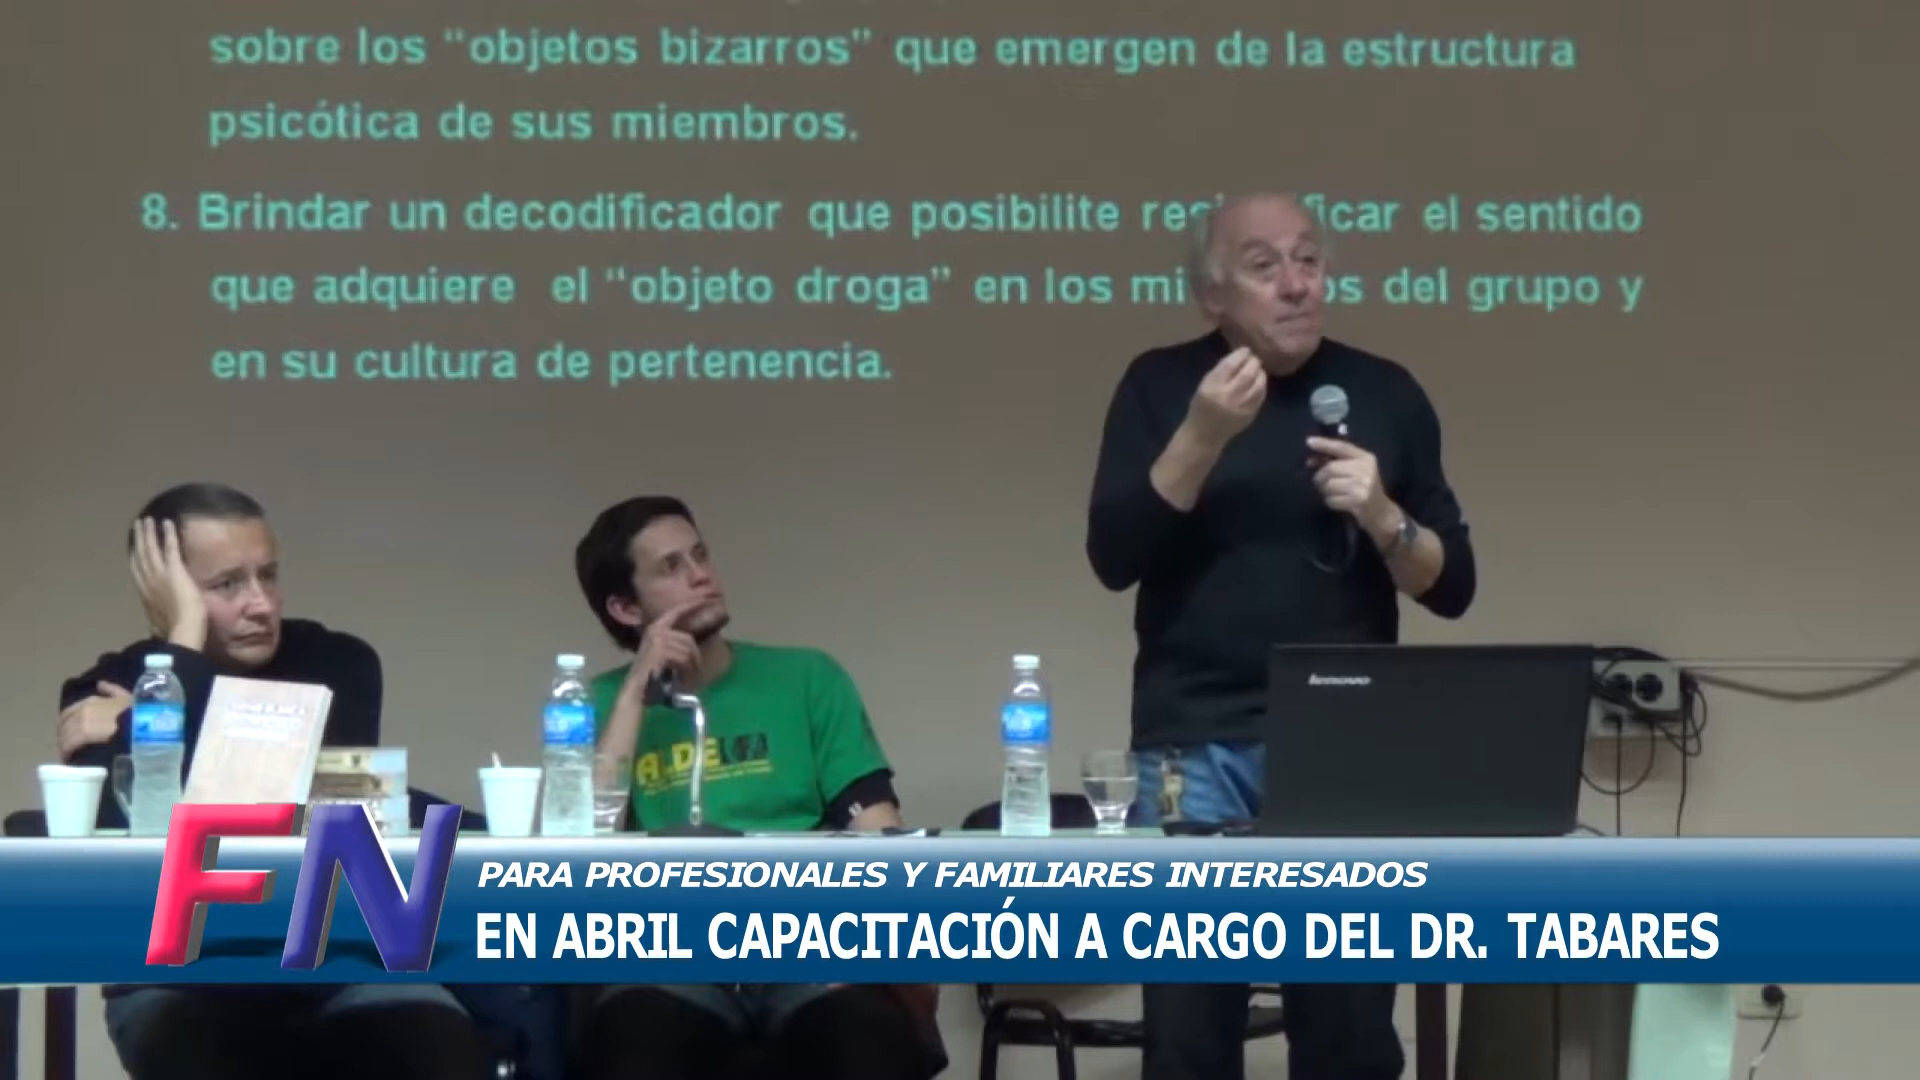 sobre los “objetos bizarros” que emergen de la estructura
psicótica de sus miembros.
8. Brindar un decodificador que posibilite ficar el sentido
que adquiere el “objeto droga” en los del grupo y
en su cultura de pertenencia.
lenovo
FN
PARA PROFESIONALES Y FAMILIARES INTERESADOS
EN ABRIL CAPACITACIÓN A CARGO DEL DR. TABARES